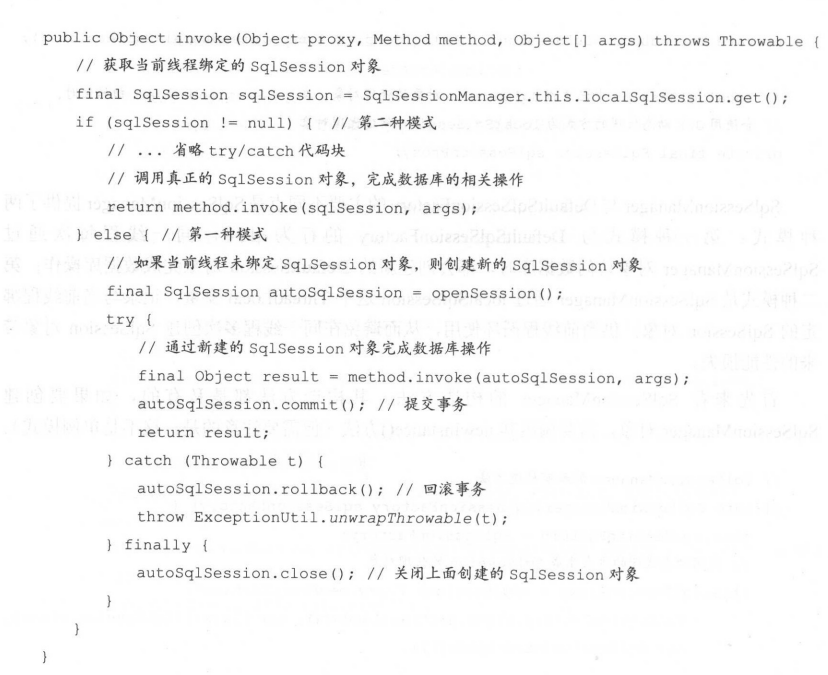 public Object invoke(Object proxy, Method method, Object[] args) throws Throwable {
// 获取当前线程绑定的 SqlSession 对象
final SqlSession sqlSession = SqlSessionManager.this.localSqlSession.get();
if (sqlSession != null) { // 第二种模式
// ... 省略 try/catch 代码块
// 调用真正的 SqlSession 对象，完成数据库的相关操作
return method.invoke(sqlSession, args);
} else { // 第一种模式
// 如果当前线程未绑定 SqlSession 对象，则创建新的 SqlSession 对象
final SqlSession autoSqlSession = openSession();
try {
// 通过新建的 SqlSession 对象完成数据库操作
final Object result = method.invoke(autoSqlSession, args);
autoSqlSession.commit(); // 提交事务
return result;
} catch (Throwable t) {
autoSqlSession.rollback(); // 回滚事务
throw ExceptionUtil.unwrapThrowable(t);
} finally {
autoSqlSession.close(); // 关闭上面创建的 SqlSession 对象
}
}
}